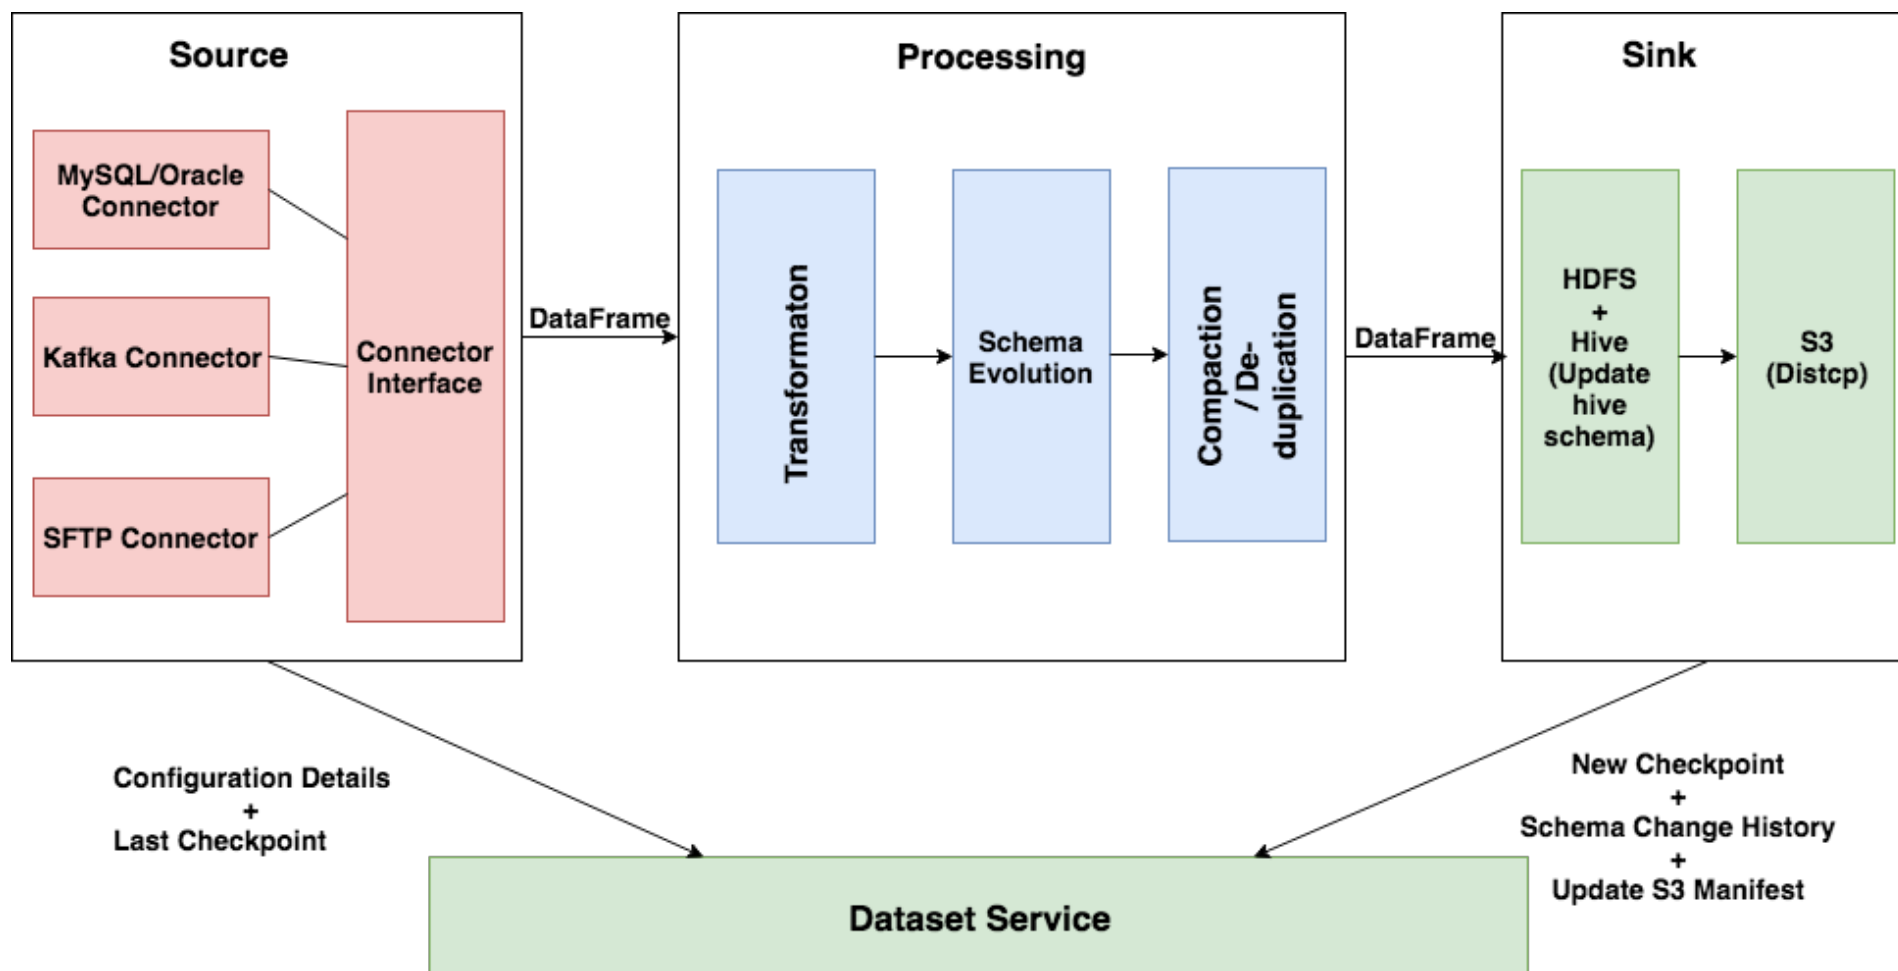 Source
MySQL/Oracle
Connector
Kafka Connector
SFTP Connector
Connector
Interface
DataFrame
Processing
Transformaton
Schema
Evolution
Compaction
/ De-
duplication
DataFrame
Sink
HDFS
+
Hive
(Update
hive
schema)
S3
(Distcp)
Configuration Details
+
Last Checkpoint
New Checkpoint
+
Schema Change History
+
Update S3 Manifest
Dataset Service